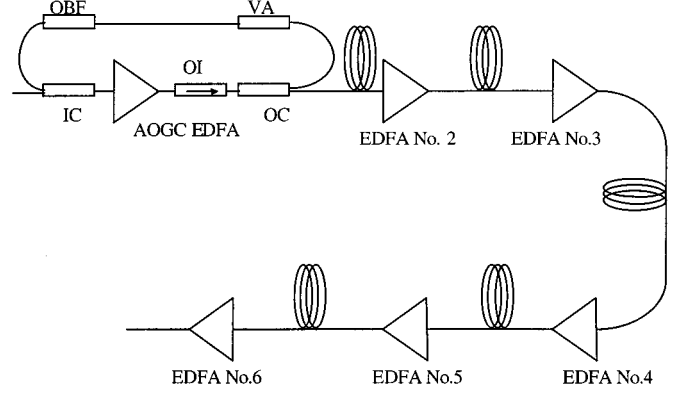 OBF
VA
OI
IC
OC
AOGC EDFA
EDFA No. 2
EDFA No.3
EDFA No.6
EDFA No.5
EDFA No.4